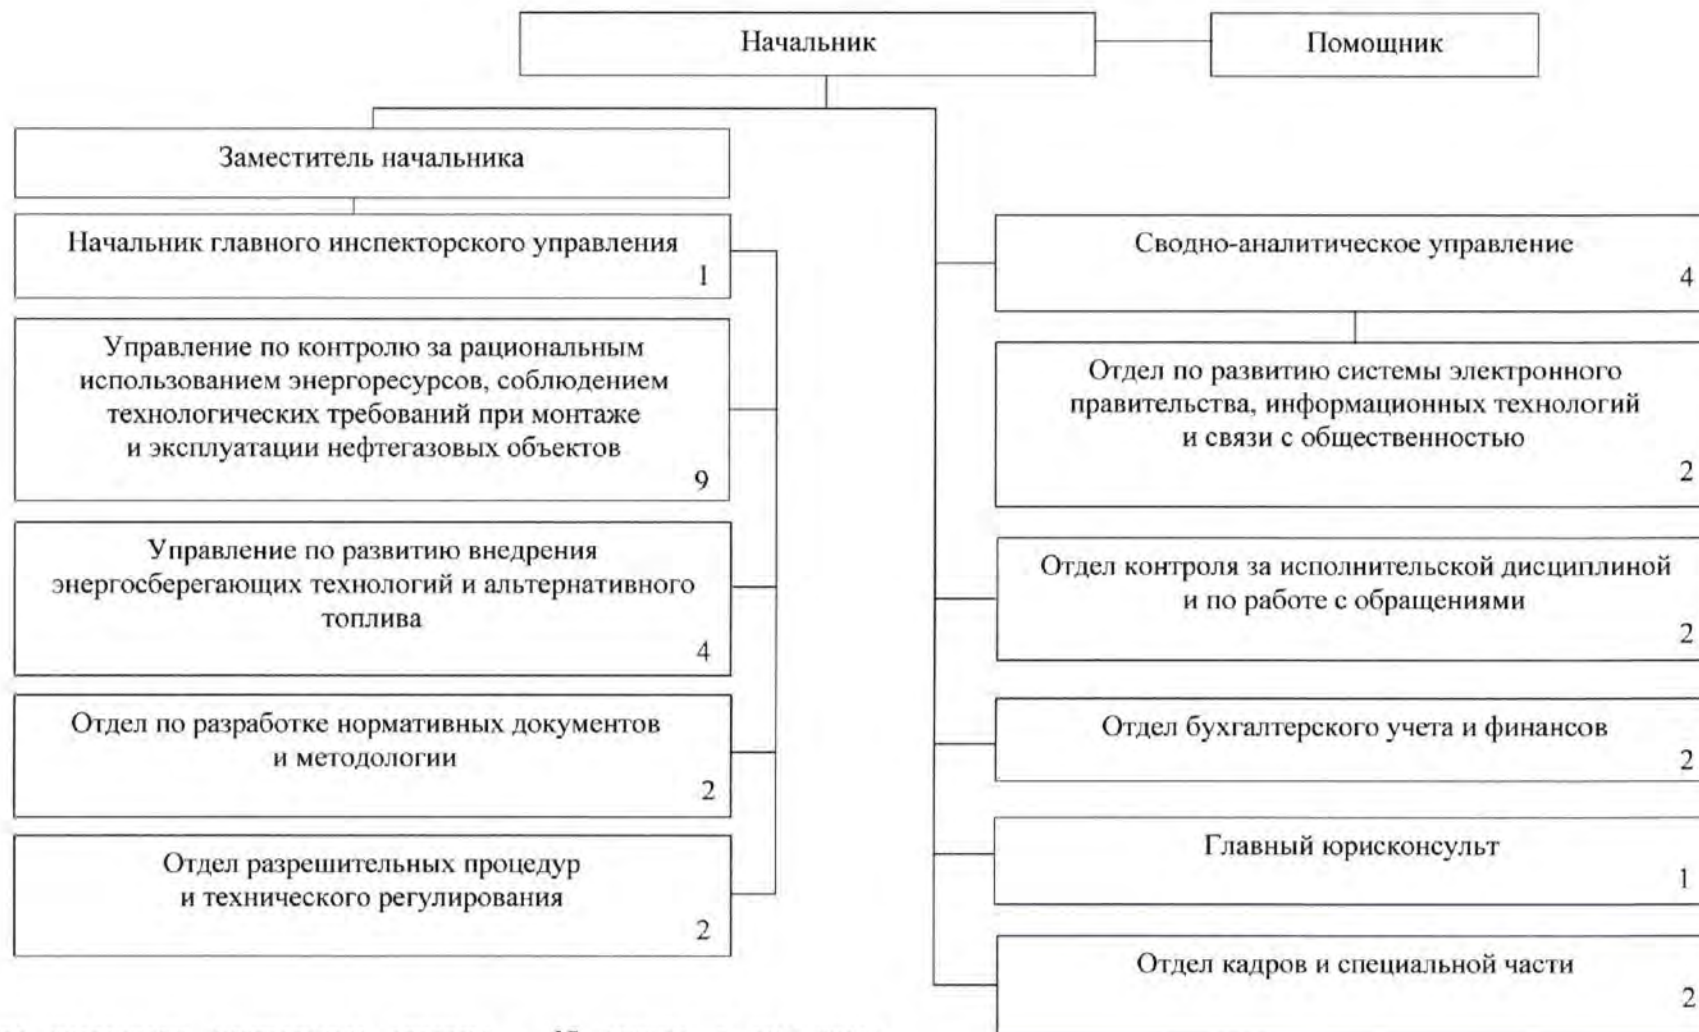 Начальник
Помощник
Заместитель начальника
Начальник главного инспекторского управления
1
Управление по контролю за рациональным
использованием энергоресурсов, соблюдением
технологических требований при монтаже
и эксплуатации нефтегазовых объектов
9
Управление по развитию внедрения
энергосберегающих технологий и альтернативного
топлива
4
Отдел по разработке нормативных документов
и методологии
2
Отдел разрешительных процедур
и технического регулирования
2
Сводно-аналитическое управление
4
Отдел по развитию системы электронного
правительства, информационных технологий
и связи с общественностью
2
Отдел контроля за исполнительской дисциплиной
и по работе с обращениями
2
Отдел бухгалтерского учета и финансов
2
Главный юрисконсульт
1
Отдел кадров и специальной части
2